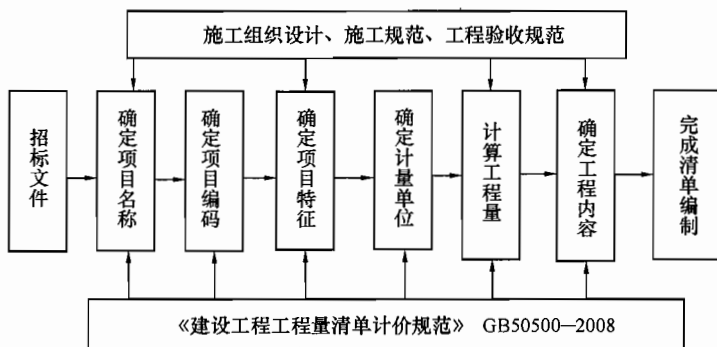 施工组织设计、施工规范、工程验收规范
招标文件
确定项目名称
确定项目编码
确定项目特征
确定计量单位
计算工程量
确定工程内容
完成清单编制
《建设工程工程量清单计价规范》 GB50500—2008